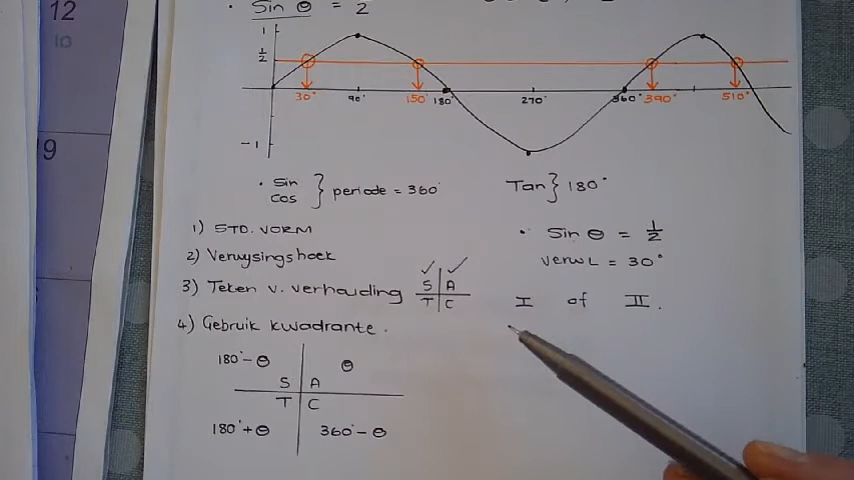 12
10
9
• Sin θ = 2
1
1/2
-1
30° 90° 150° 180° 270° 360° 390° 510°
• Sin
Cos } periode = 360°
Tan } 180°
1) STD. VORM
2) Verwysingshoek
3) Teken v. verhouding
S A
T C
4) Gebruik kwadrante.
180° - θ
θ
S A
T C
180° + θ
360° - θ
• Sin θ = 1/2
verw L = 30°
I of II.